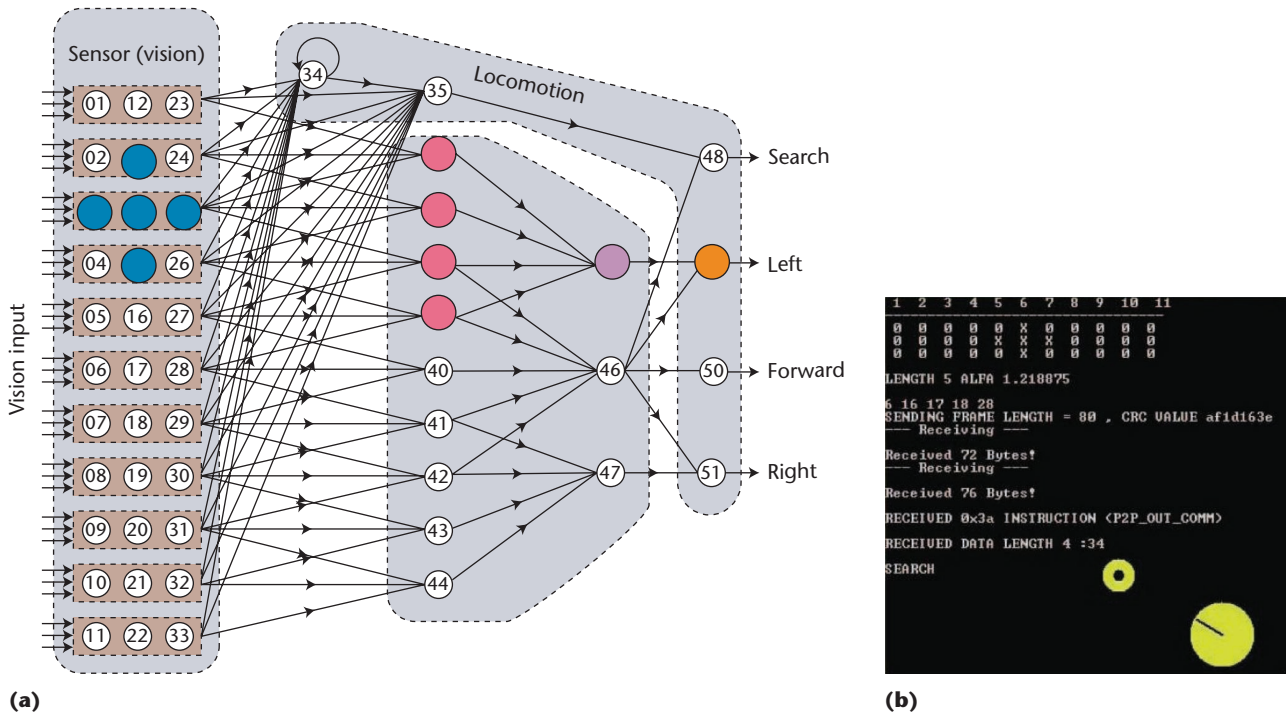 Sensor (vision)
Vision input
01 12 23
02 24
04 26
05 16 27
06 17 28
07 18 29
08 19 30
09 20 31
10 21 32
11 22 33
34
35
Locomotion
40
41
42
43
44
46
47
48 Search
Left
50 Forward
51 Right
(a)
1 2 3 4 5 6 7 8 9 10 11
--------------------------------
0 0 0 0 0 X 0 0 0 0 0
0 0 0 0 X X X 0 0 0 0
0 0 0 0 0 X 0 0 0 0 0
LENGTH 5 ALFA 1.218875
6 16 17 18 28
SENDING FRAME LENGTH = 80 , CRC VALUE af1d163e
--- Receiving ---
Received 72 Bytes!
--- Receiving ---
Received 76 Bytes!
RECEIVED 0x3a INSTRUCTION (P2P_OUT_COMM)
RECEIVED DATA LENGTH 4 :34
SEARCH
(b)